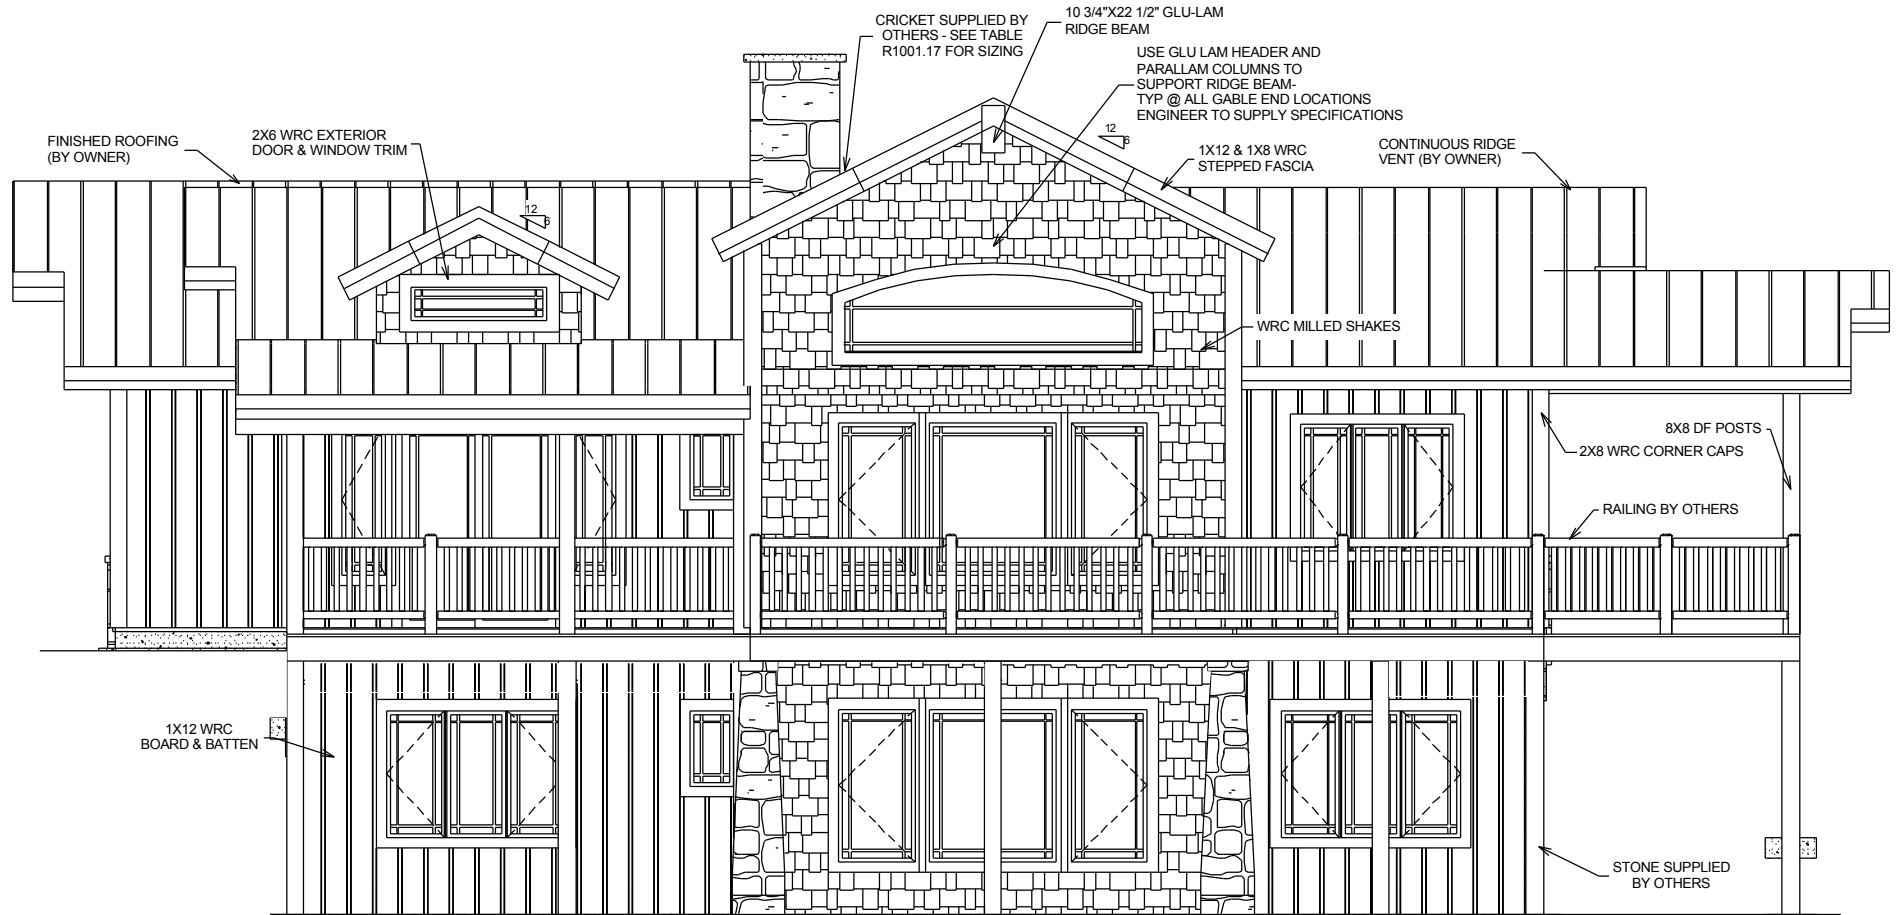 CRICKET SUPPLIED BY
OTHERS - SEE TABLE
R1001.17 FOR SIZING
10 3/4"X22 1/2" GLU-LAM
RIDGE BEAM
USE GLU LAM HEADER AND
PARALLAM COLUMNS TO
SUPPORT RIDGE BEAM-
TYP @ ALL GABLE END LOCATIONS
ENGINEER TO SUPPLY SPECIFICATIONS
FINISHED ROOFING
(BY OWNER)
2X6 WRC EXTERIOR
DOOR & WINDOW TRIM
12
6
1X12 & 1X8 WRC
STEPPED FASCIA
CONTINUOUS RIDGE
VENT (BY OWNER)
12
6
WRC MILLED SHAKES
8X8 DF POSTS
2X8 WRC CORNER CAPS
RAILING BY OTHERS
1X12 WRC
BOARD & BATTEN
STONE SUPPLIED
BY OTHERS